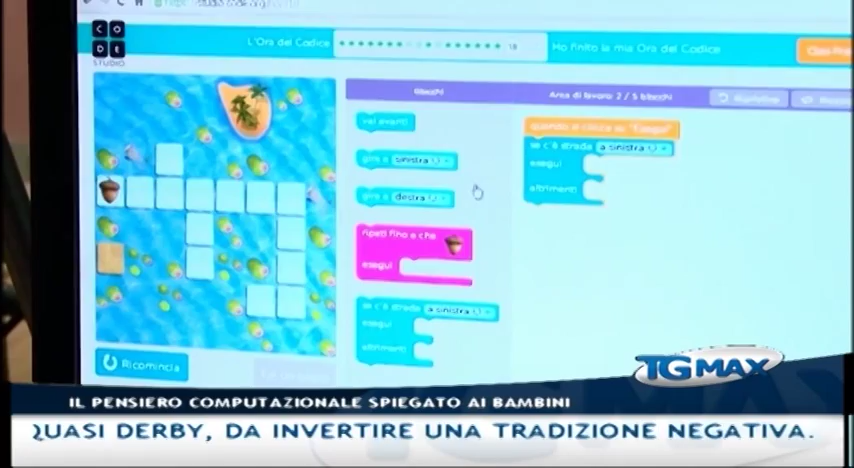 CODE
STUDIO
L'Ora del Codice
Ho finito la mia Ora del Codice
Blocchi
Area di lavoro 2 / 5 blocchi
vai avanti
gira a sinistra
gira a destra
ripeti fino a che
esegui
se c'è strada a sinistra
esegui
altrimenti
quando si clicca su "Esegui"
se c'è strada a sinistra
esegui
altrimenti
Ricomincia
TG MAX
IL PENSIERO COMPUTAZIONALE SPIEGATO AI BAMBINI
QUASI DERBY, DA INVERTIRE UNA TRADIZIONE NEGATIVA.